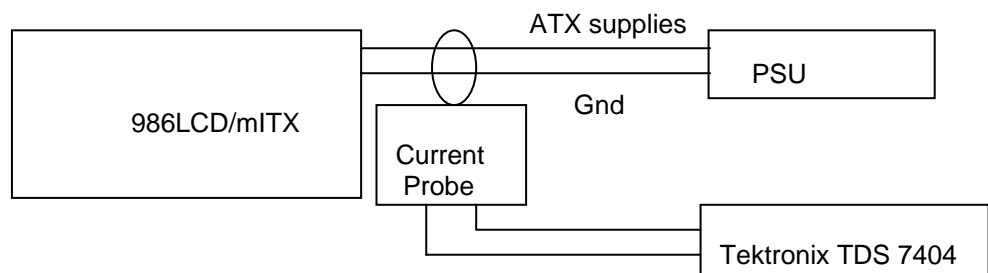 ATX supplies
PSU
Gnd
986LCD/mITX
Current
Probe
Tektronix TDS 7404